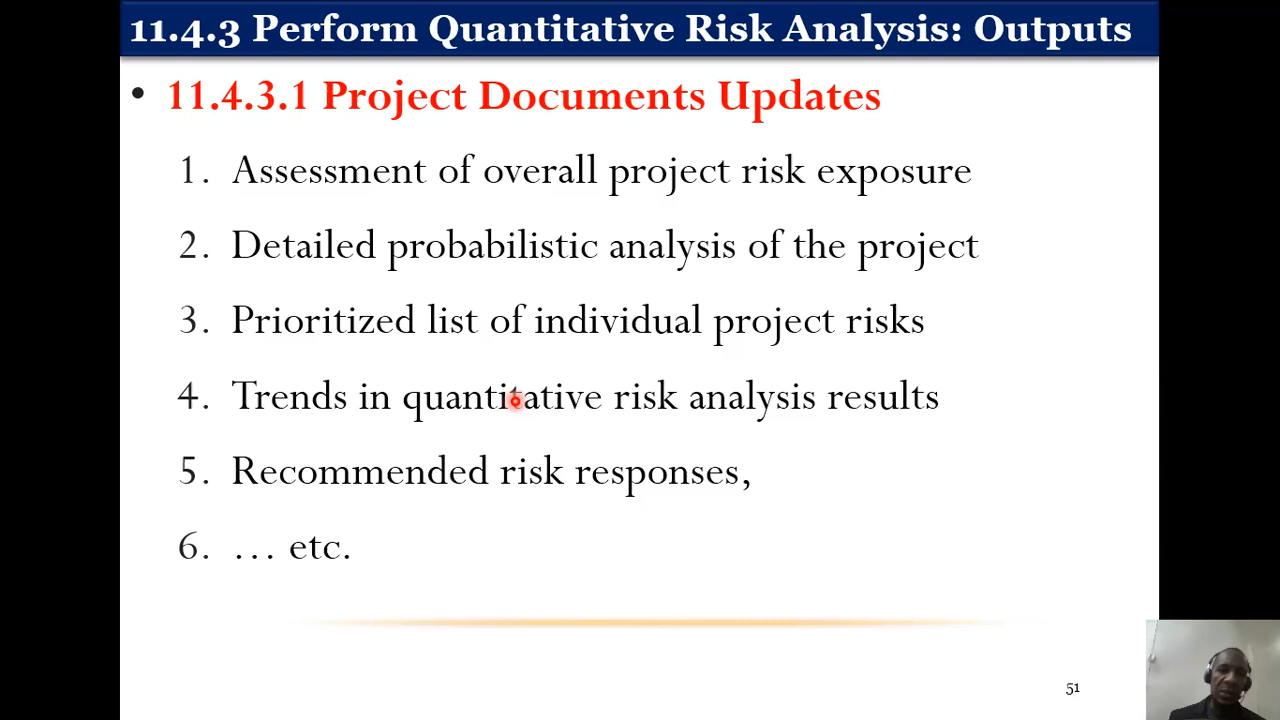 11.4.3 Perform Quantitative Risk Analysis: Outputs
• 11.4.3.1 Project Documents Updates
1. Assessment of overall project risk exposure
2. Detailed probabilistic analysis of the project
3. Prioritized list of individual project risks
4. Trends in quantitative risk analysis results
5. Recommended risk responses,
6. … etc.
51